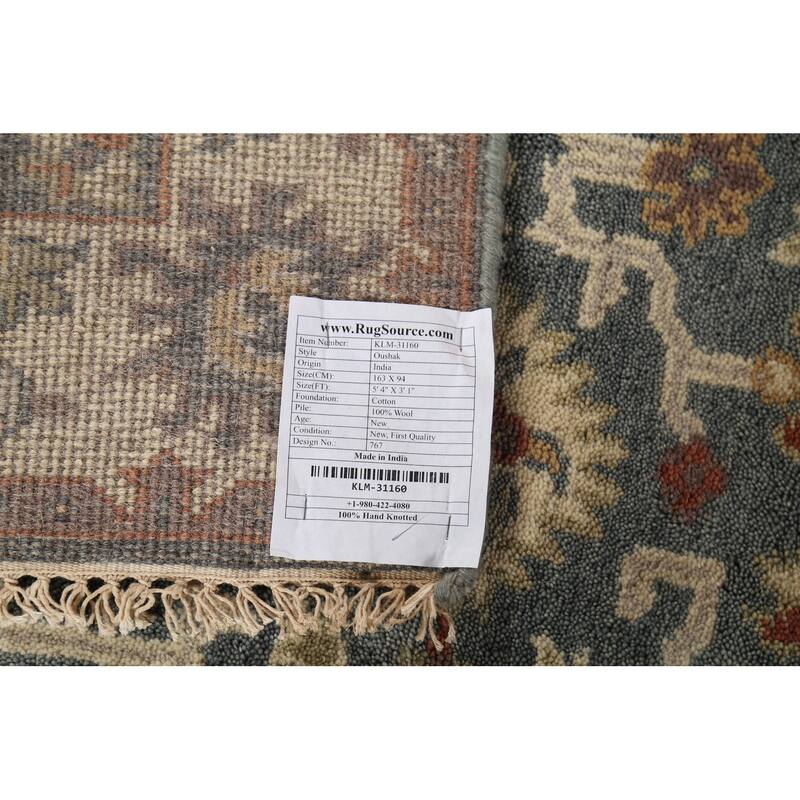 www.RugSource.com
Item Number: KLM-31160
Style Oushak
Origin India
Size(CM): 163 X 94
Size(FT): 5' 4" X 3' 1"
Foundation: Cotton
Pile: 100% Wool
Age: New
Condition: New, First Quality
Design No.: 767
Made in India
KLM-31160
+1-980-422-4080
100% Hand Knotted